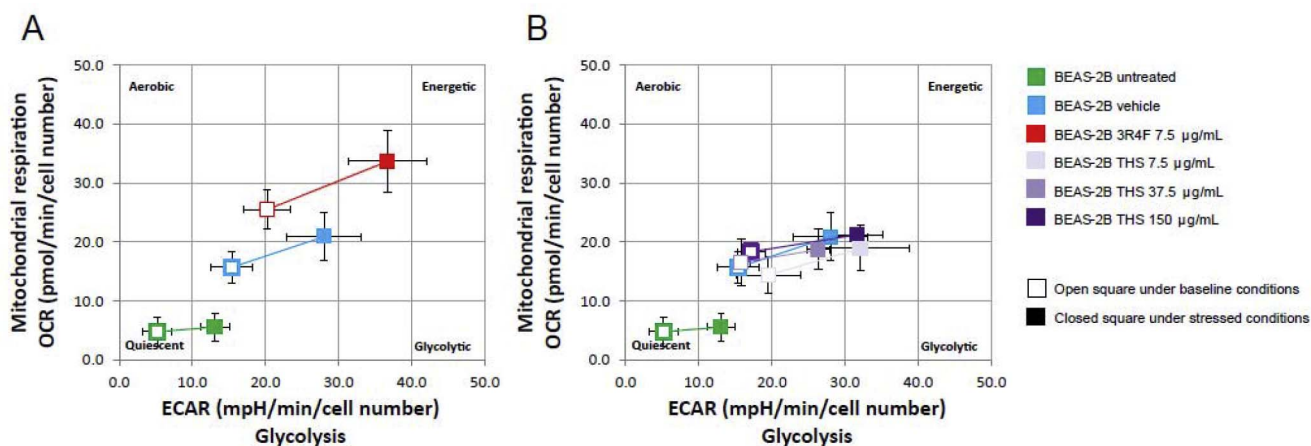 A
Mitochondrial respiration
OCR (pmol/min/cell number)
50.0
40.0
30.0
20.0
10.0
0.0
Aerobic
Energetic
Quiescent
Glycolytic
0.0 10.0 20.0 30.0 40.0 50.0
ECAR (mpH/min/cell number)
Glycolysis
B
Mitochondrial respiration
OCR (pmol/min/cell number)
50.0
40.0
30.0
20.0
10.0
0.0
Aerobic
Energetic
Quiescent
Glycolytic
0.0 10.0 20.0 30.0 40.0 50.0
ECAR (mpH/min/cell number)
Glycolysis
BEAS-2B untreated
BEAS-2B vehicle
BEAS-2B 3R4F 7.5 µg/mL
BEAS-2B THS 7.5 µg/mL
BEAS-2B THS 37.5 µg/mL
BEAS-2B THS 150 µg/mL
Open square under baseline conditions
Closed square under stressed conditions